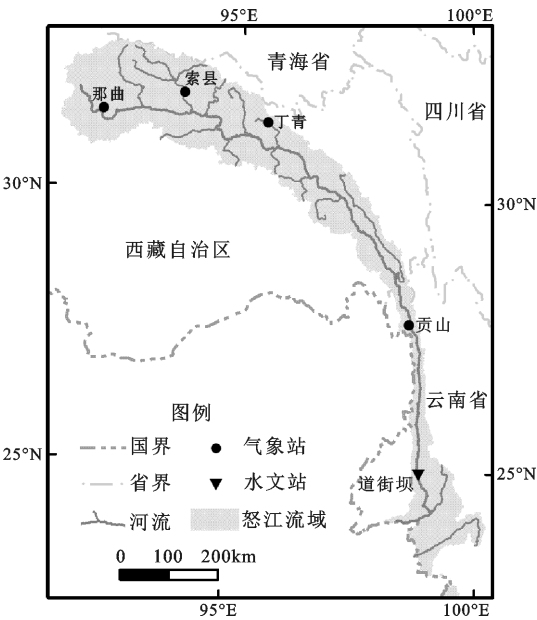 95°E
100°E
青海省
索县
那曲
四川省
丁青
30°N
30°N
西藏自治区
贡山
图例
云南省
国界
气象站
25°N
25°N
省界
水文站
道街坝
河流
怒江流域
0 100 200km
95°E
100°E